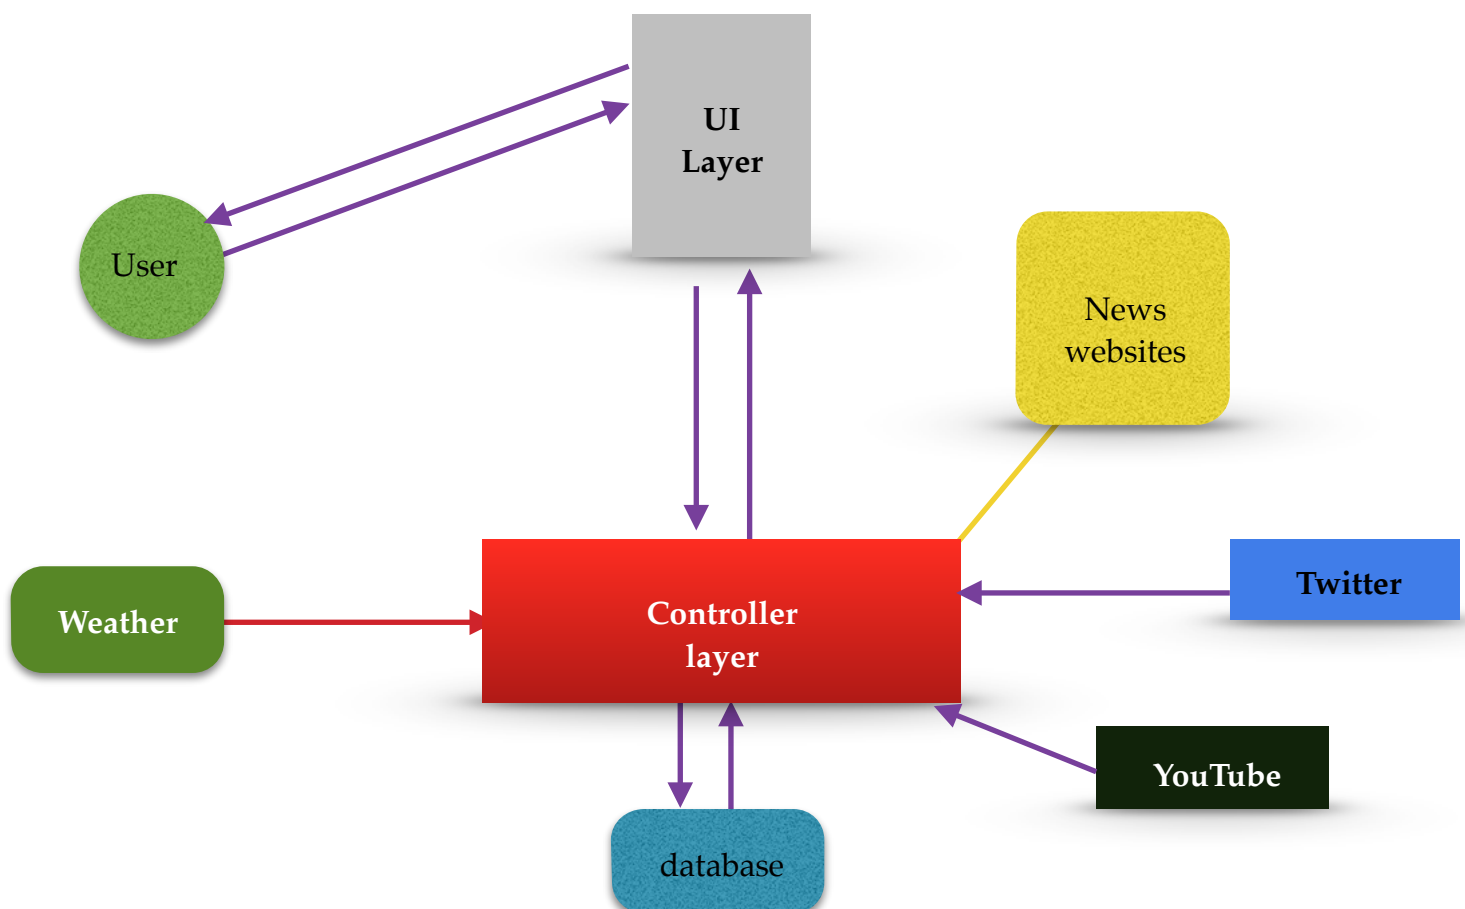 UI
Layer
User
News
websites
Weather
Controller
layer
Twitter
YouTube
database